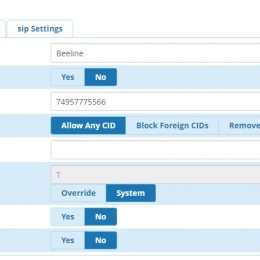 sip Settings
Beeline
Yes No
74957775566
Allow Any CID Block Foreign CIDs Remove
T
Override System
Yes No
Yes No